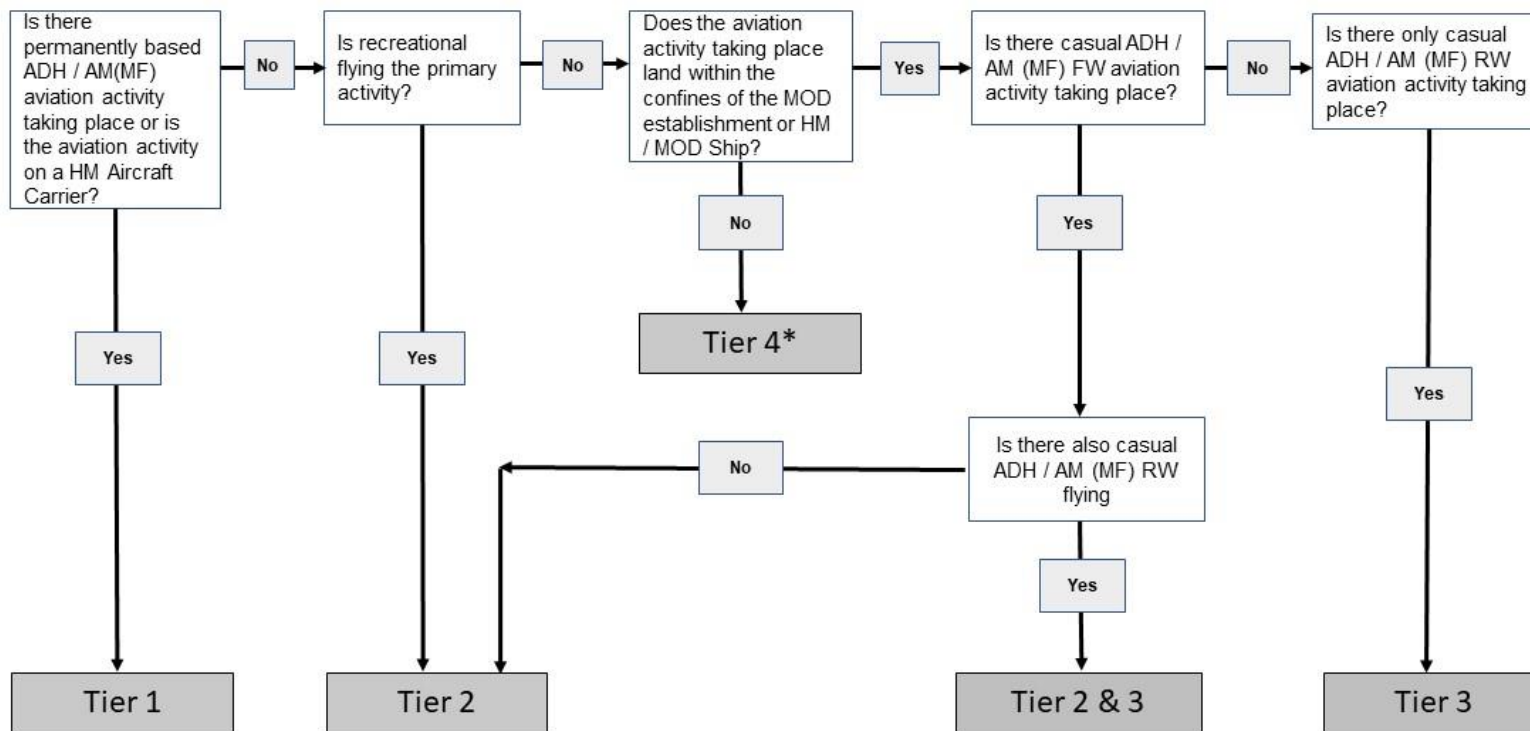 Is there
permanently based
ADH / AM(MF)
aviation activity
taking place or is
the aviation activity
on a HM Aircraft
Carrier?
No
Is recreational
flying the primary
activity?
No
Does the aviation
activity taking place
land within the
confines of the MOD
establishment or HM
/ MOD Ship?
Yes
Is there casual ADH /
AM (MF) FW aviation
activity taking place?
No
Is there only casual
ADH / AM (MF) RW
aviation activity taking
place?
No
Yes
Tier 4*
Yes
Yes
Yes
Is there also casual
ADH / AM (MF) RW
flying
No
Yes
Tier 1
Tier 2
Tier 2 & 3
Tier 3